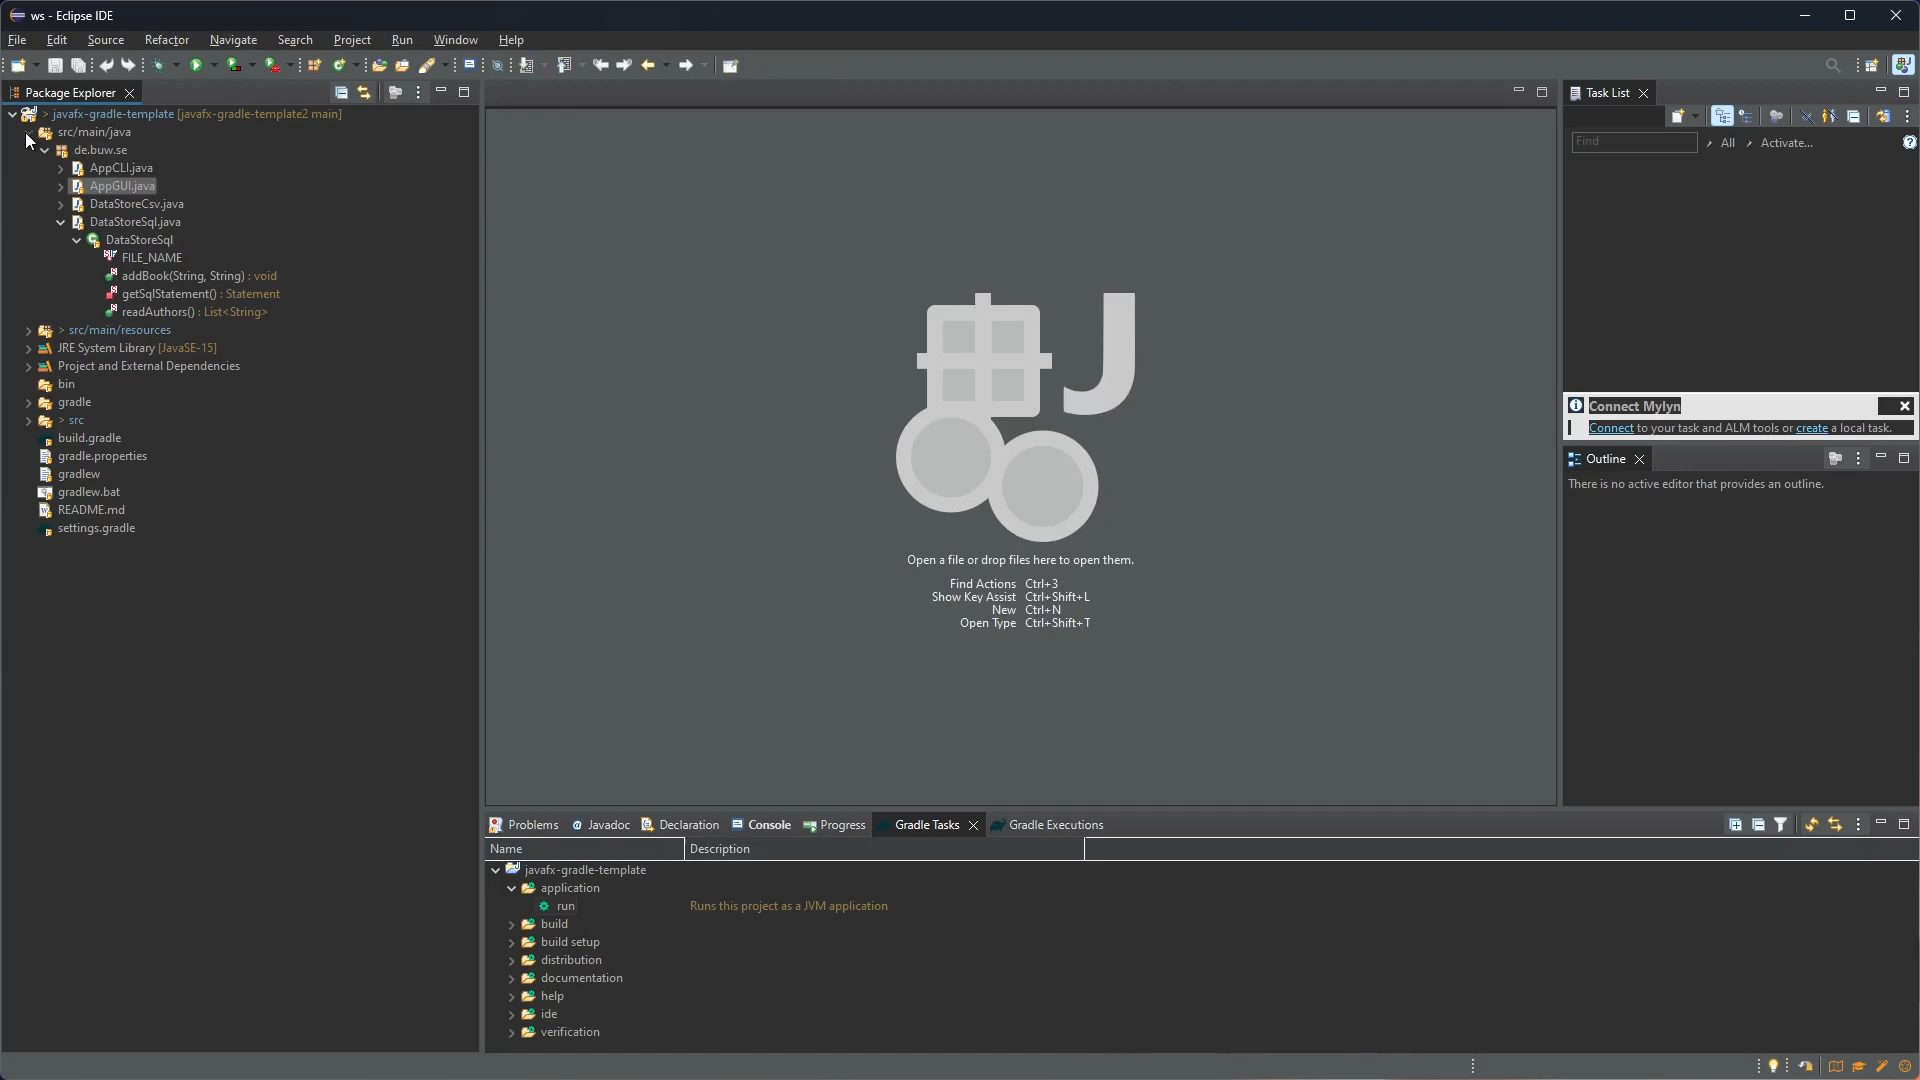 ws - Eclipse IDE
File Edit Source Refactor Navigate Search Project Run Window Help
Package Explorer
> javafx-gradle-template [javafx-gradle-template2 main]
src/main/java
de.buw.se
AppCLI.java
AppGUI.java
DataStoreCsv.java
DataStoreSql.java
DataStoreSql
FILE_NAME
addBook(String, String) : void
getSqlStatement() : Statement
readAuthors() : List<String>
> src/main/resources
JRE System Library [JavaSE-15]
Project and External Dependencies
bin
gradle
> src
build.gradle
gradle.properties
gradlew
gradlew.bat
README.md
settings.gradle
Open a file or drop files here to open them.
Find Actions Ctrl+3
Show Key Assist Ctrl+Shift+L
New Ctrl+N
Open Type Ctrl+Shift+T
Task List
Find
All
Activate...
Connect Mylyn
Connect to your task and ALM tools or create a local task.
Outline
There is no active editor that provides an outline.
Problems Javadoc Declaration Console Progress Gradle Tasks Gradle Executions
Name Description
javafx-gradle-template
application
run Runs this project as a JVM application
build
build setup
distribution
documentation
help
ide
verification